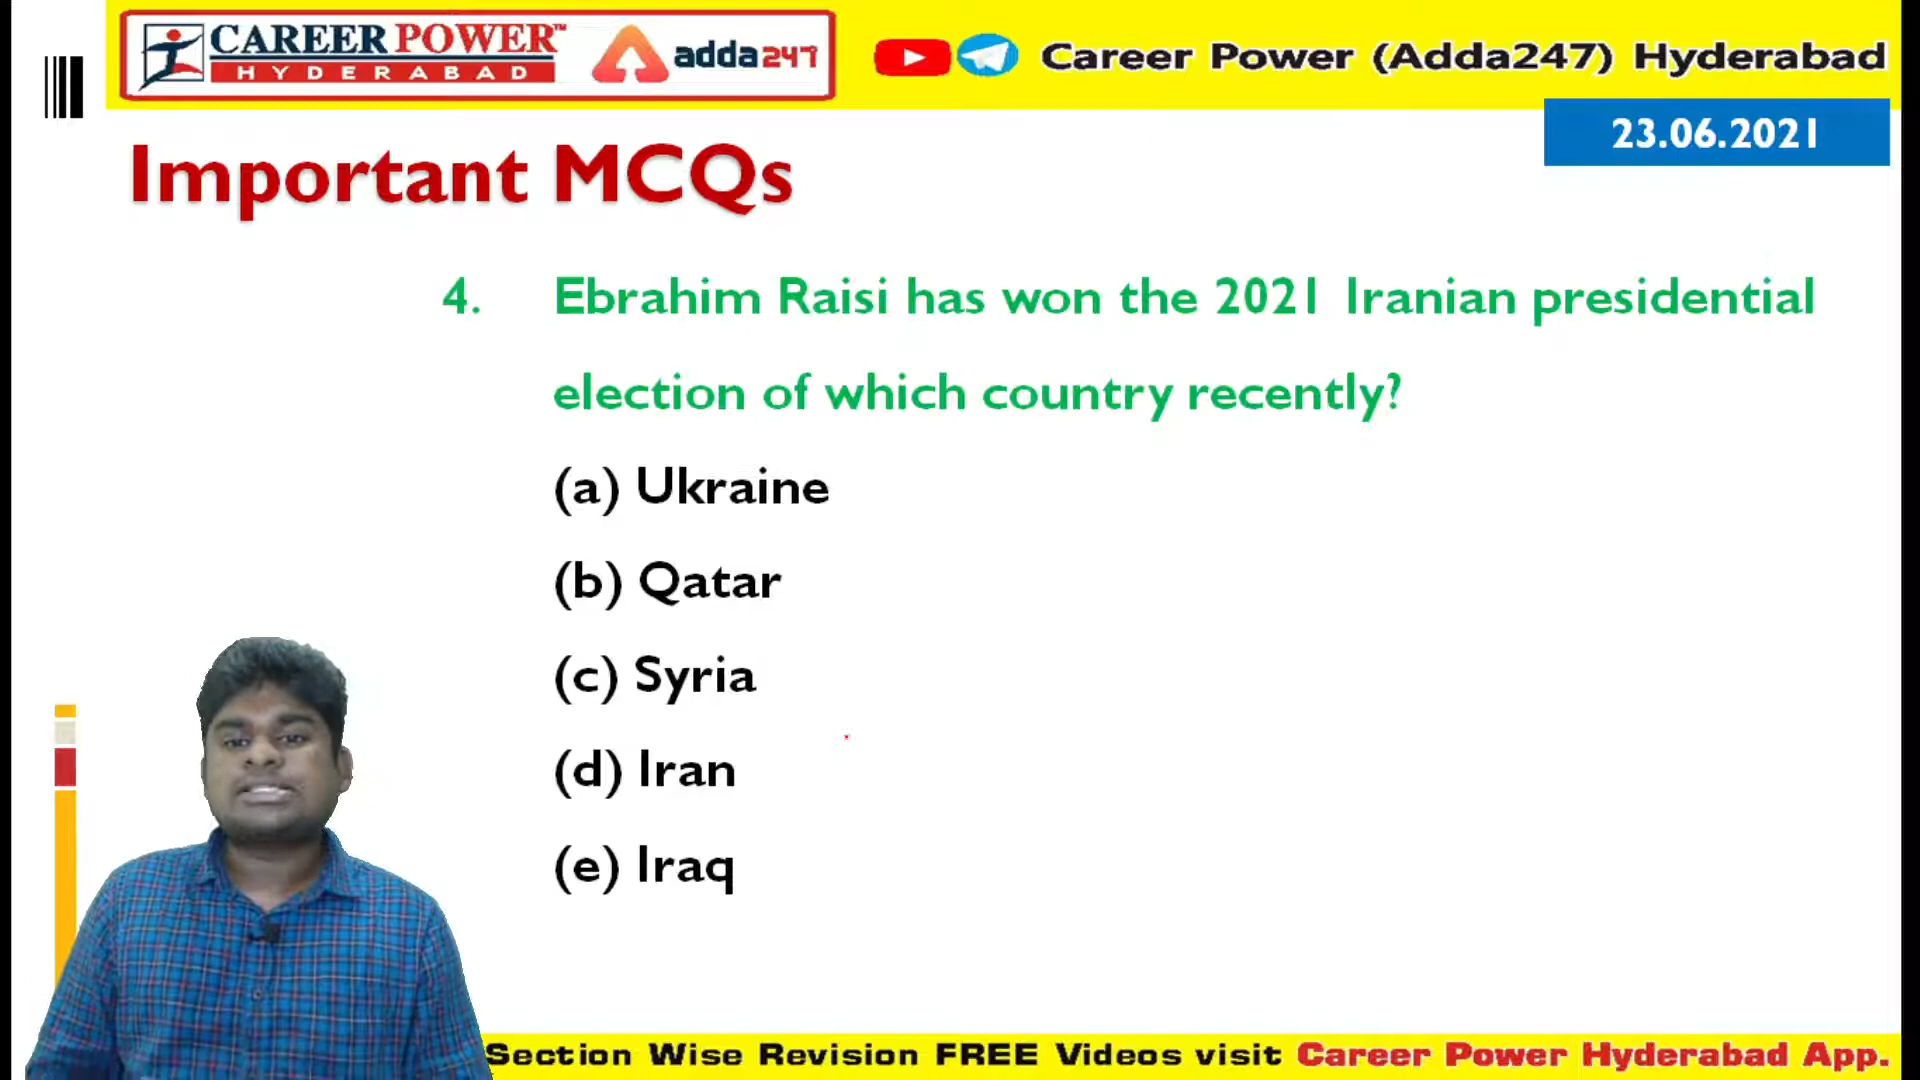 CAREER POWER™
HYDERABAD
adda247
Career Power (Adda247) Hyderabad
23.06.2021
Important MCQs
4. Ebrahim Raisi has won the 2021 Iranian presidential
election of which country recently?
(a) Ukraine
(b) Qatar
(c) Syria
(d) Iran
(e) Iraq
Section Wise Revision FREE Videos visit Career Power Hyderabad App.